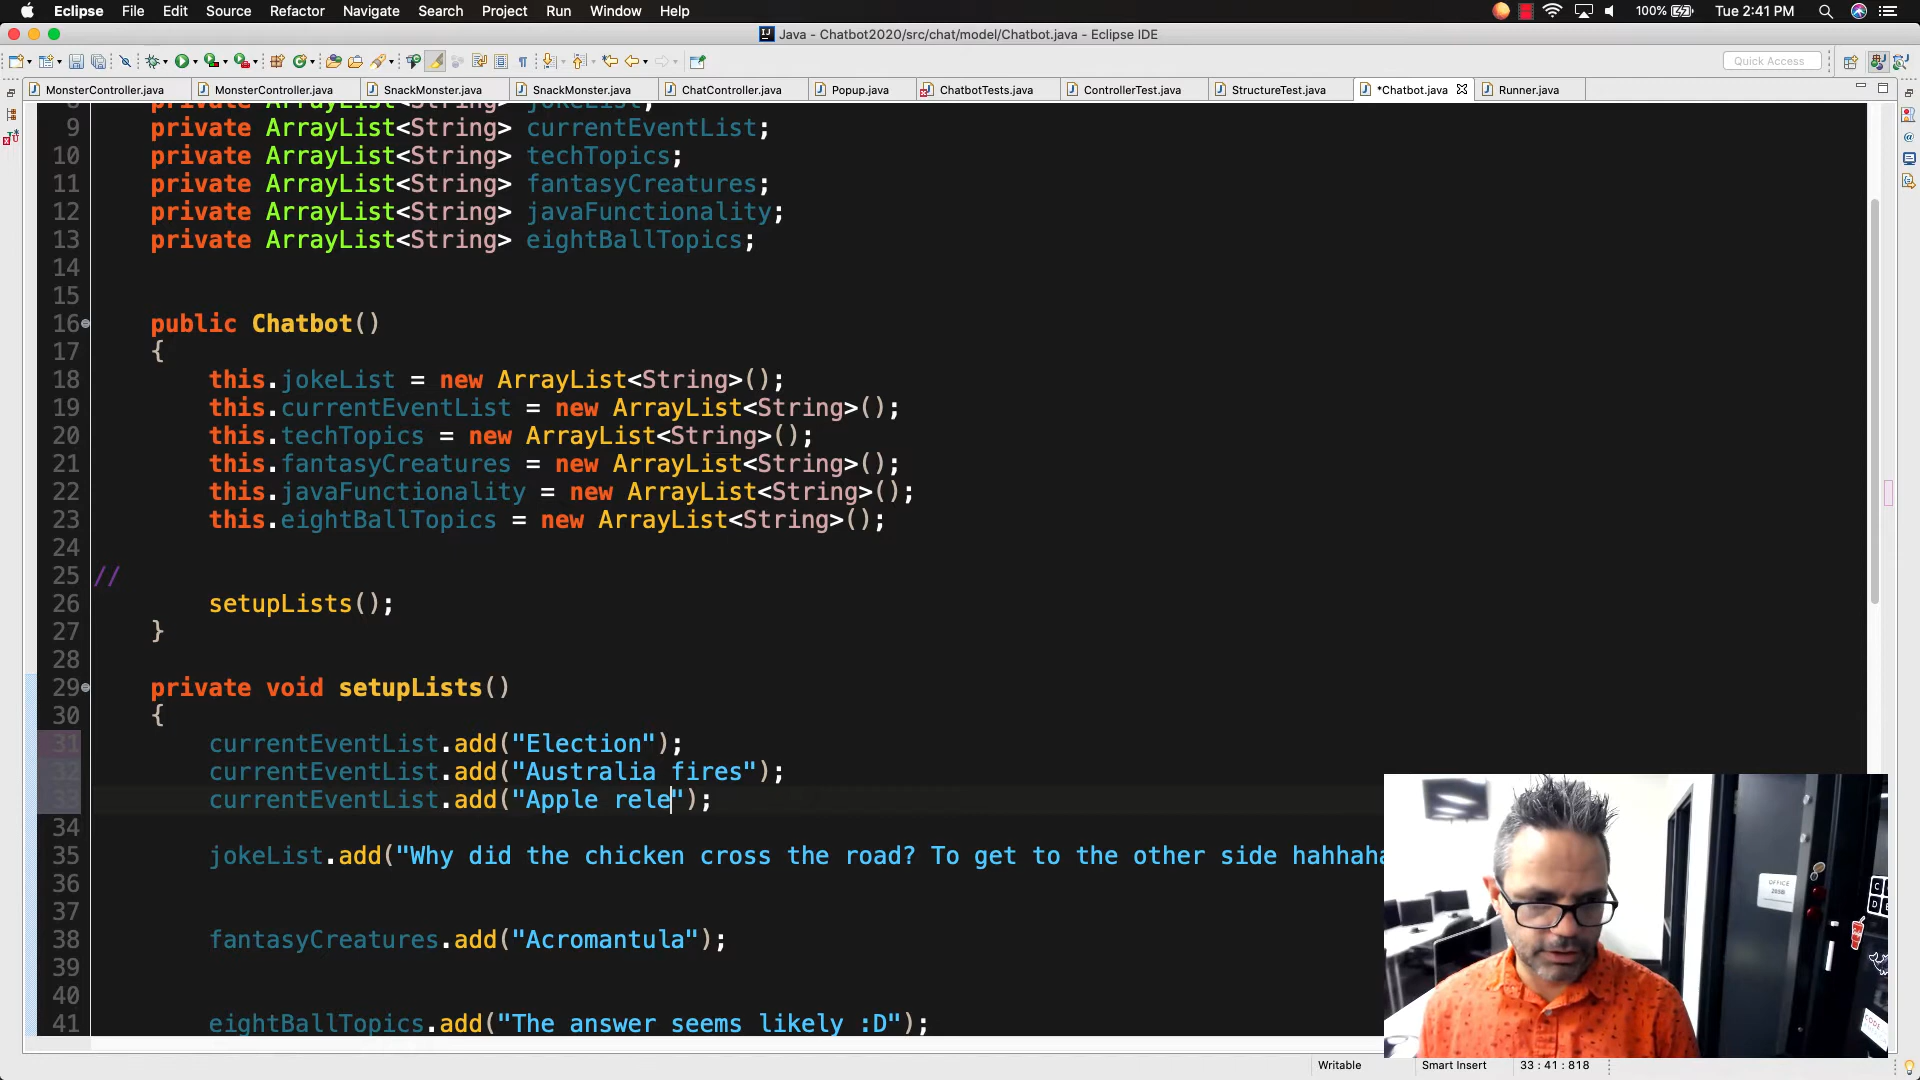 Eclipse File Edit Source Refactor Navigate Search Project Run Window Help 100% Tue 2:41 PM
Java - Chatbot2020/src/chat/model/Chatbot.java - Eclipse IDE
Quick Access
MonsterController.java MonsterController.java SnackMonster.java SnackMonster.java ChatController.java Popup.java ChatbotTests.java ControllerTest.java StructureTest.java *Chatbot.java Runner.java
8 private ArrayList<String> jokeList;
9 private ArrayList<String> currentEventList;
10 private ArrayList<String> techTopics;
11 private ArrayList<String> fantasyCreatures;
12 private ArrayList<String> javaFunctionality;
13 private ArrayList<String> eightBallTopics;
14
15
16 public Chatbot()
17 {
18 this.jokeList = new ArrayList<String>();
19 this.currentEventList = new ArrayList<String>();
20 this.techTopics = new ArrayList<String>();
21 this.fantasyCreatures = new ArrayList<String>();
22 this.javaFunctionality = new ArrayList<String>();
23 this.eightBallTopics = new ArrayList<String>();
24
25 //
26 setupLists();
27 }
28
29 private void setupLists()
30 {
31 currentEventList.add("Election");
32 currentEventList.add("Australia fires");
33 currentEventList.add("Apple rele");
34
35 jokeList.add("Why did the chicken cross the road? To get to the other side hahhaha
36
37
38 fantasyCreatures.add("Acromantula");
39
40
41 eightBallTopics.add("The answer seems likely :D");
OFFICE
Writable Smart Insert 33 : 41 : 818